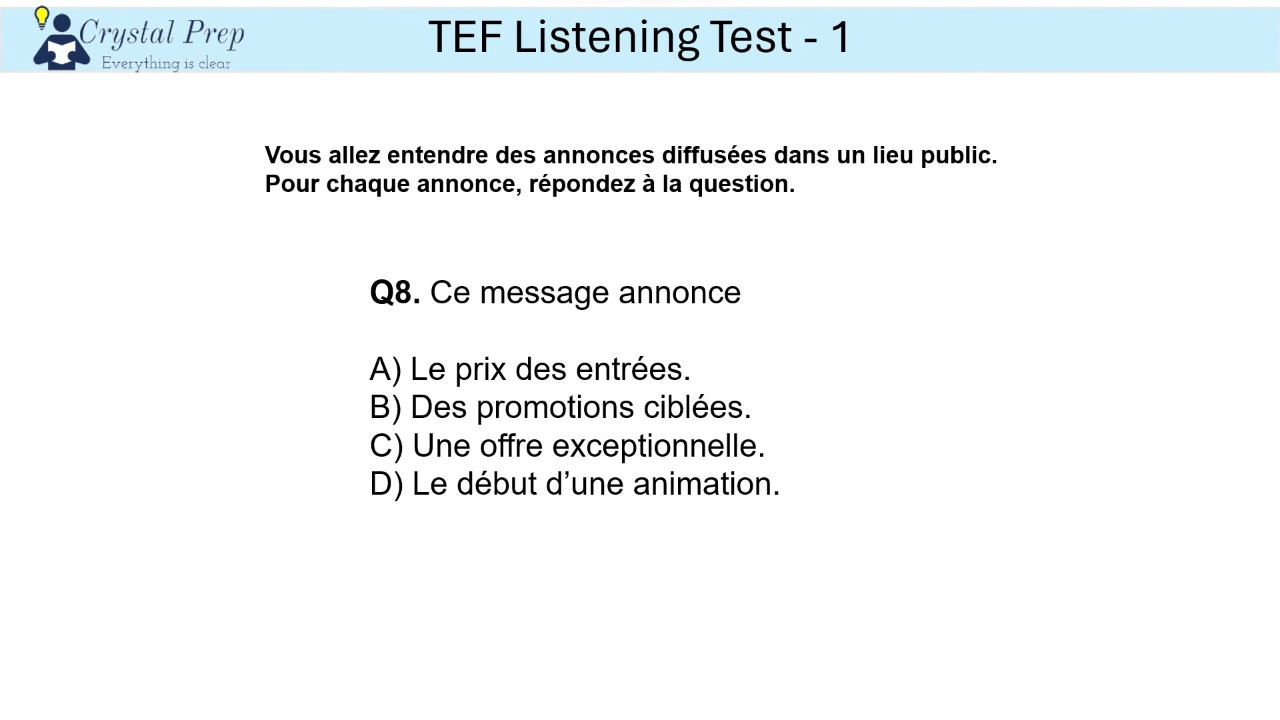 Crystal Prep
Everything is clear
TEF Listening Test - 1
Vous allez entendre des annonces diffusées dans un lieu public.
Pour chaque annonce, répondez à la question.
Q8. Ce message annonce
A) Le prix des entrées.
B) Des promotions ciblées.
C) Une offre exceptionnelle.
D) Le début d’une animation.